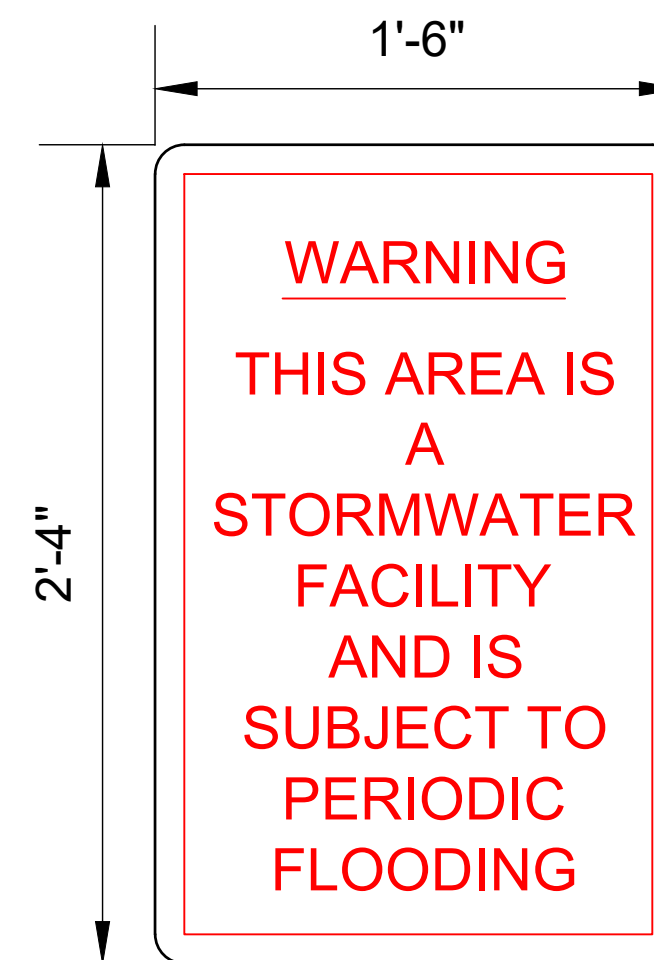 1'-6"
2'-4"
WARNING
THIS AREA IS
A
STORMWATER
FACILITY
AND IS
SUBJECT TO
PERIODIC
FLOODING